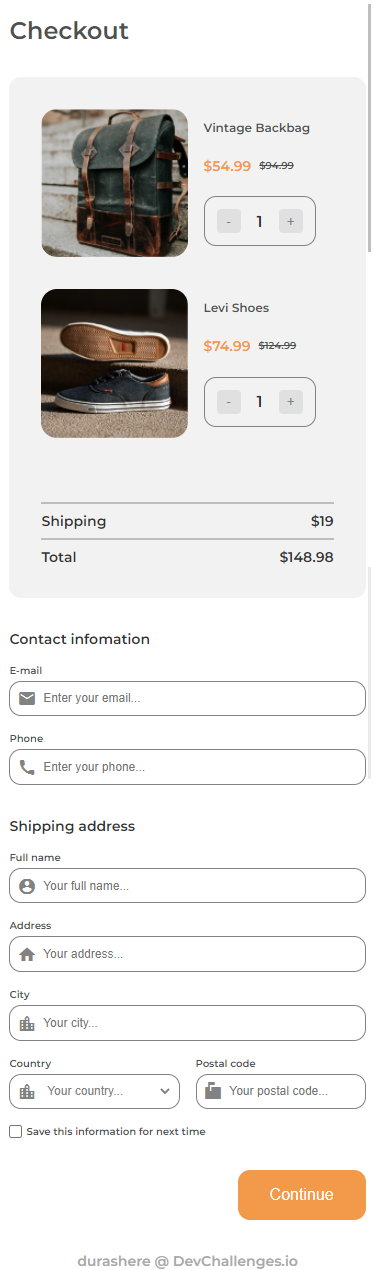 Checkout
Vintage Backbag
$54.99 $94.99
- 1 +
Levi Shoes
$74.99 $124.99
- 1 +
Shipping $19
Total $148.98
Contact infomation
E-mail
Enter your email...
Phone
Enter your phone...
Shipping address
Full name
Your full name...
Address
Your address...
City
Your city...
Country Postal code
Your country... Your postal code...
Save this information for next time
Continue
durashere @ DevChallenges.io